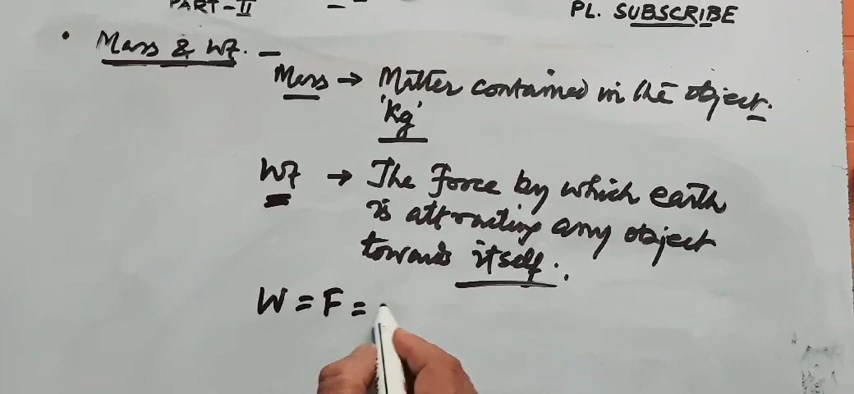 PART-II
PL. SUBSCRIBE
• Mass & Wt. –
Mass → Matter contained in the object.
'Kg'
Wt → The Force by which earth
is attracting any object
towards itself.
W = F =